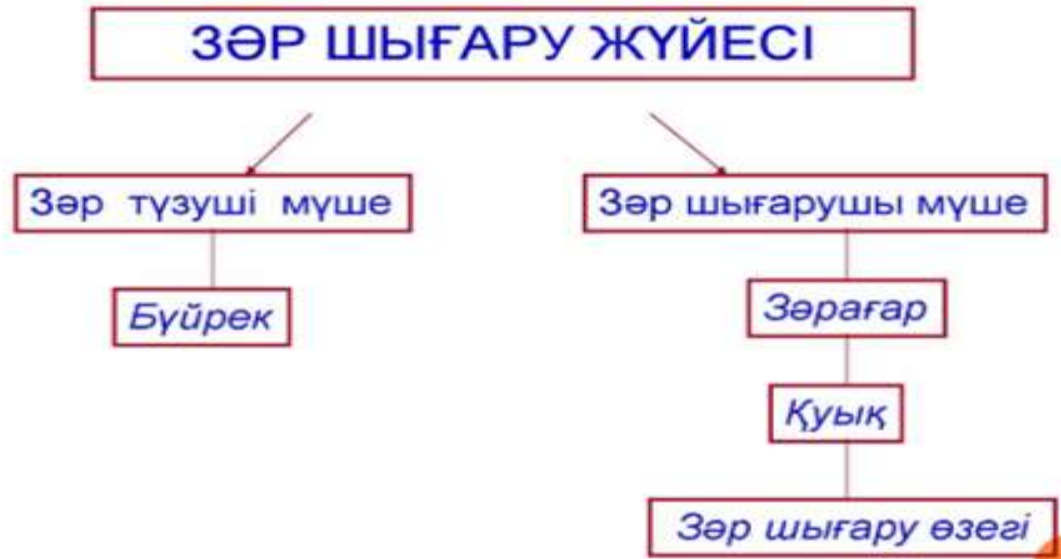 ЗӘР ШЫҒАРУ ЖҮЙЕСІ
Зәр түзуші мүше
Зәр шығарушы мүше
Бүйрек
Зәрағар
Қуық
Зәр шығару өзегі